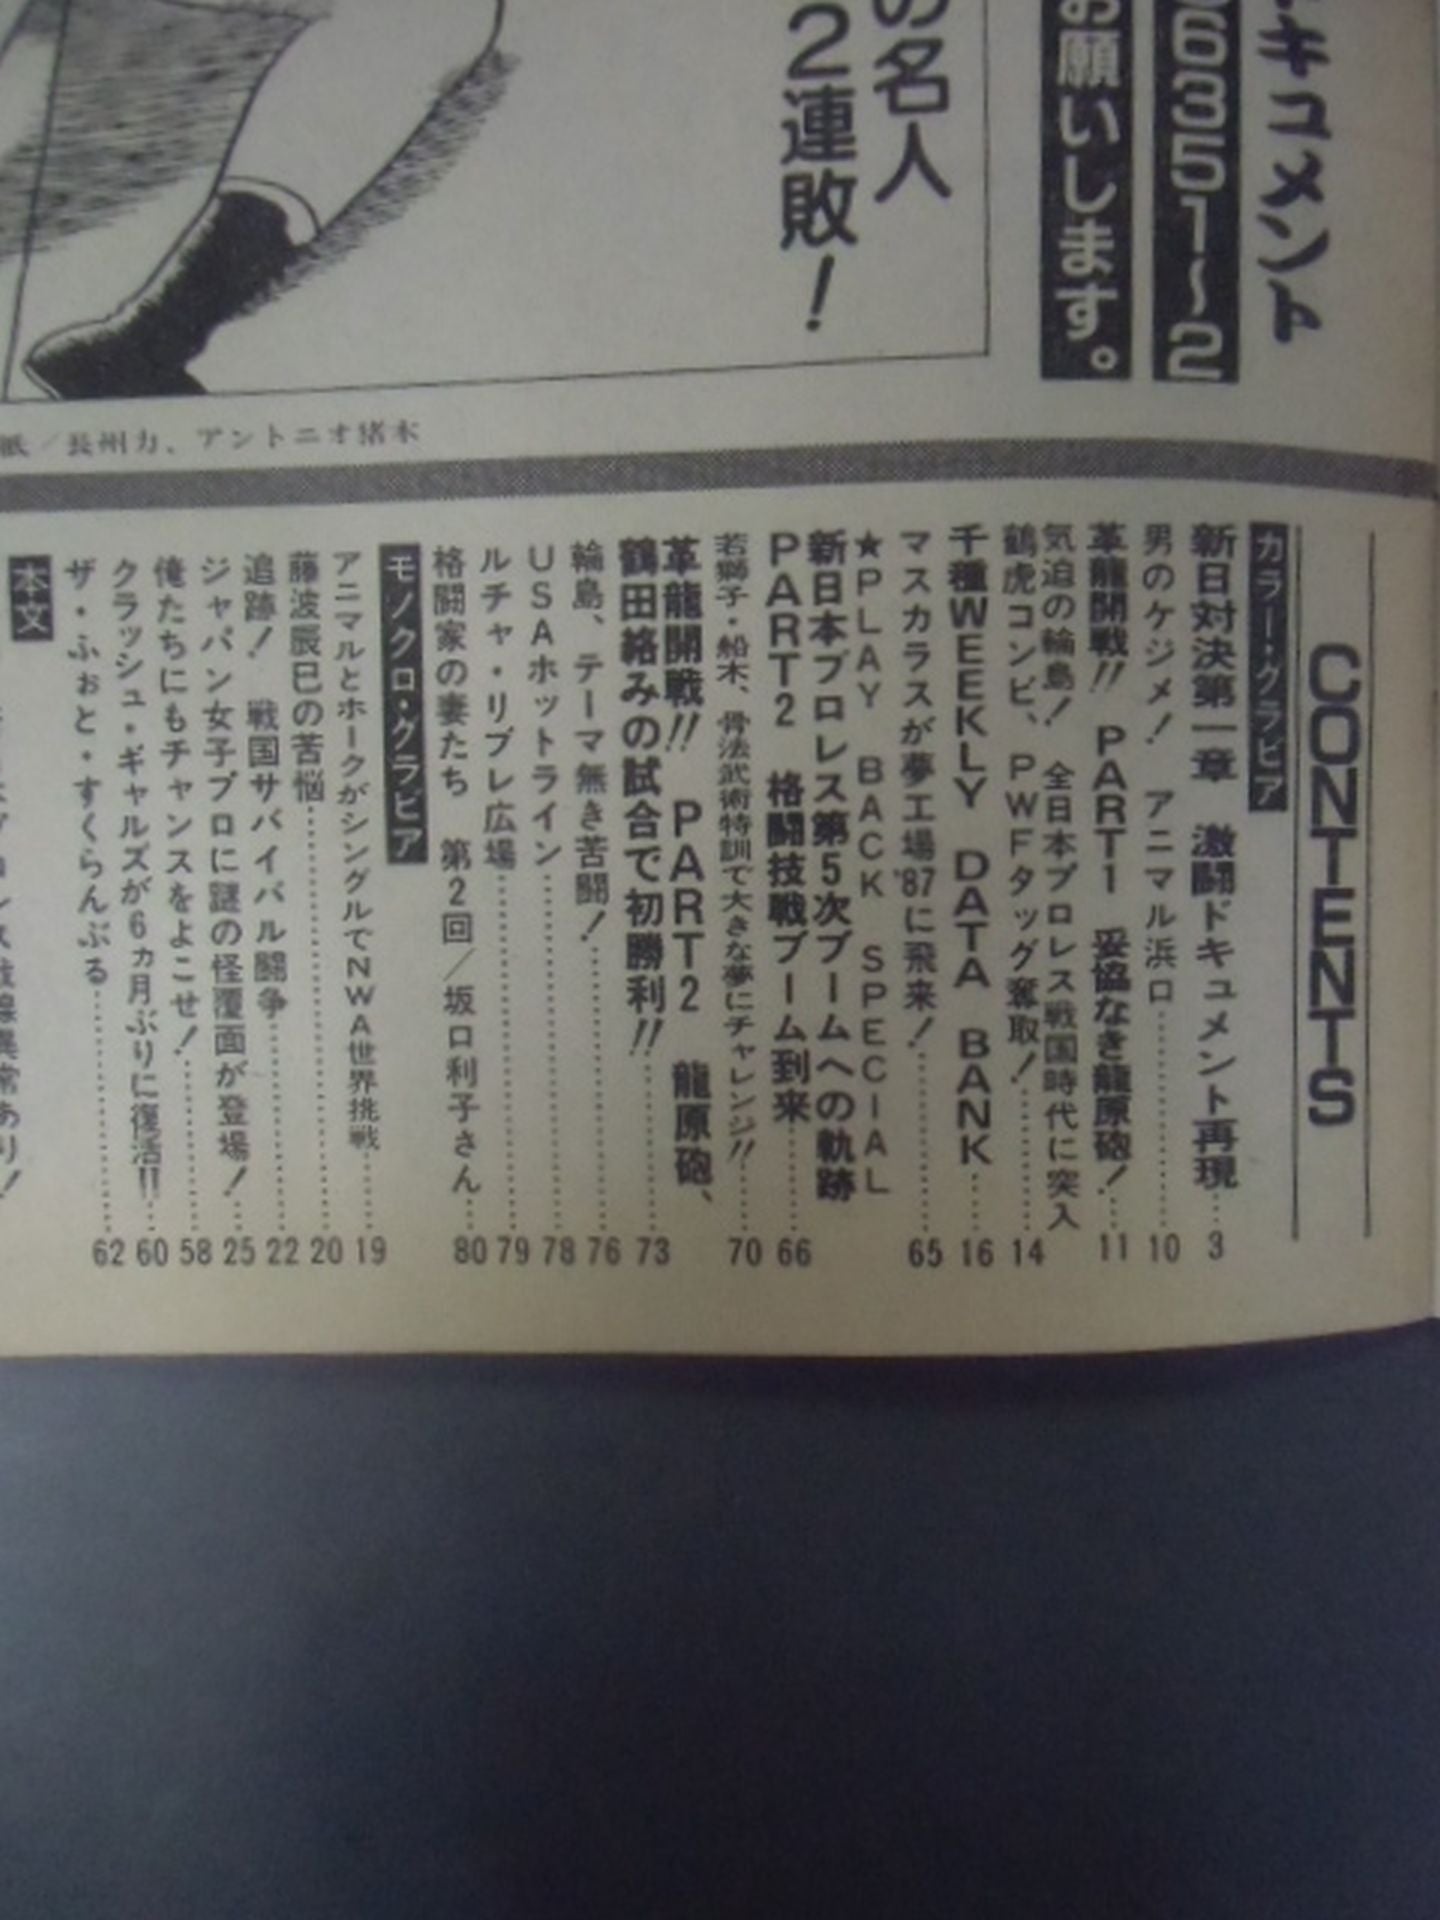 キュメント
6351〜2
お願いします。
の名人
2連敗!
紙/長州力、アントニオ猪木
CONTENTS
カラー・グラビア
新日対決第一章 激闘ドキュメント再現……3
男のケジメ! アニマル浜口……10
革龍開戦!! PART1 妥協なき龍原砲!……11
気迫の輪島! 全日本プロレス戦国時代に突入
鶴虎コンビ、PWFタッグ奪取!……14
千種WEEKLY DATA BANK……16
マスカラスが夢工場'87に飛来!……65
★PLAY BACK SPECIAL
新日本プロレス第5次ブームへの軌跡
PART2 格闘技戦ブーム到来……66
若獅子・船木、骨法武術特訓で大きな夢にチャレンジ!!……70
革龍開戦!! PART2 龍原砲、
鶴田絡みの試合で初勝利!!……73
輪島、テーマ無き苦闘!……76
USAホットライン……78
ルチャ・リブレ広場……79
格闘家の妻たち 第2回/坂口利子さん……80
モノクロ・グラビア
アニマルとホークがシングルでNWA世界挑戦……19
藤波辰巳の苦悩……20
追跡! 戦国サバイバル闘争……22
ジャパン女子プロに謎の怪覆面が登場!……25
俺たちにもチャンスをよこせ!……58
クラッシュ・ギャルズが6ヵ月ぶりに復活!!……60
ザ・ふぉと・すくらんぶる……62
本文